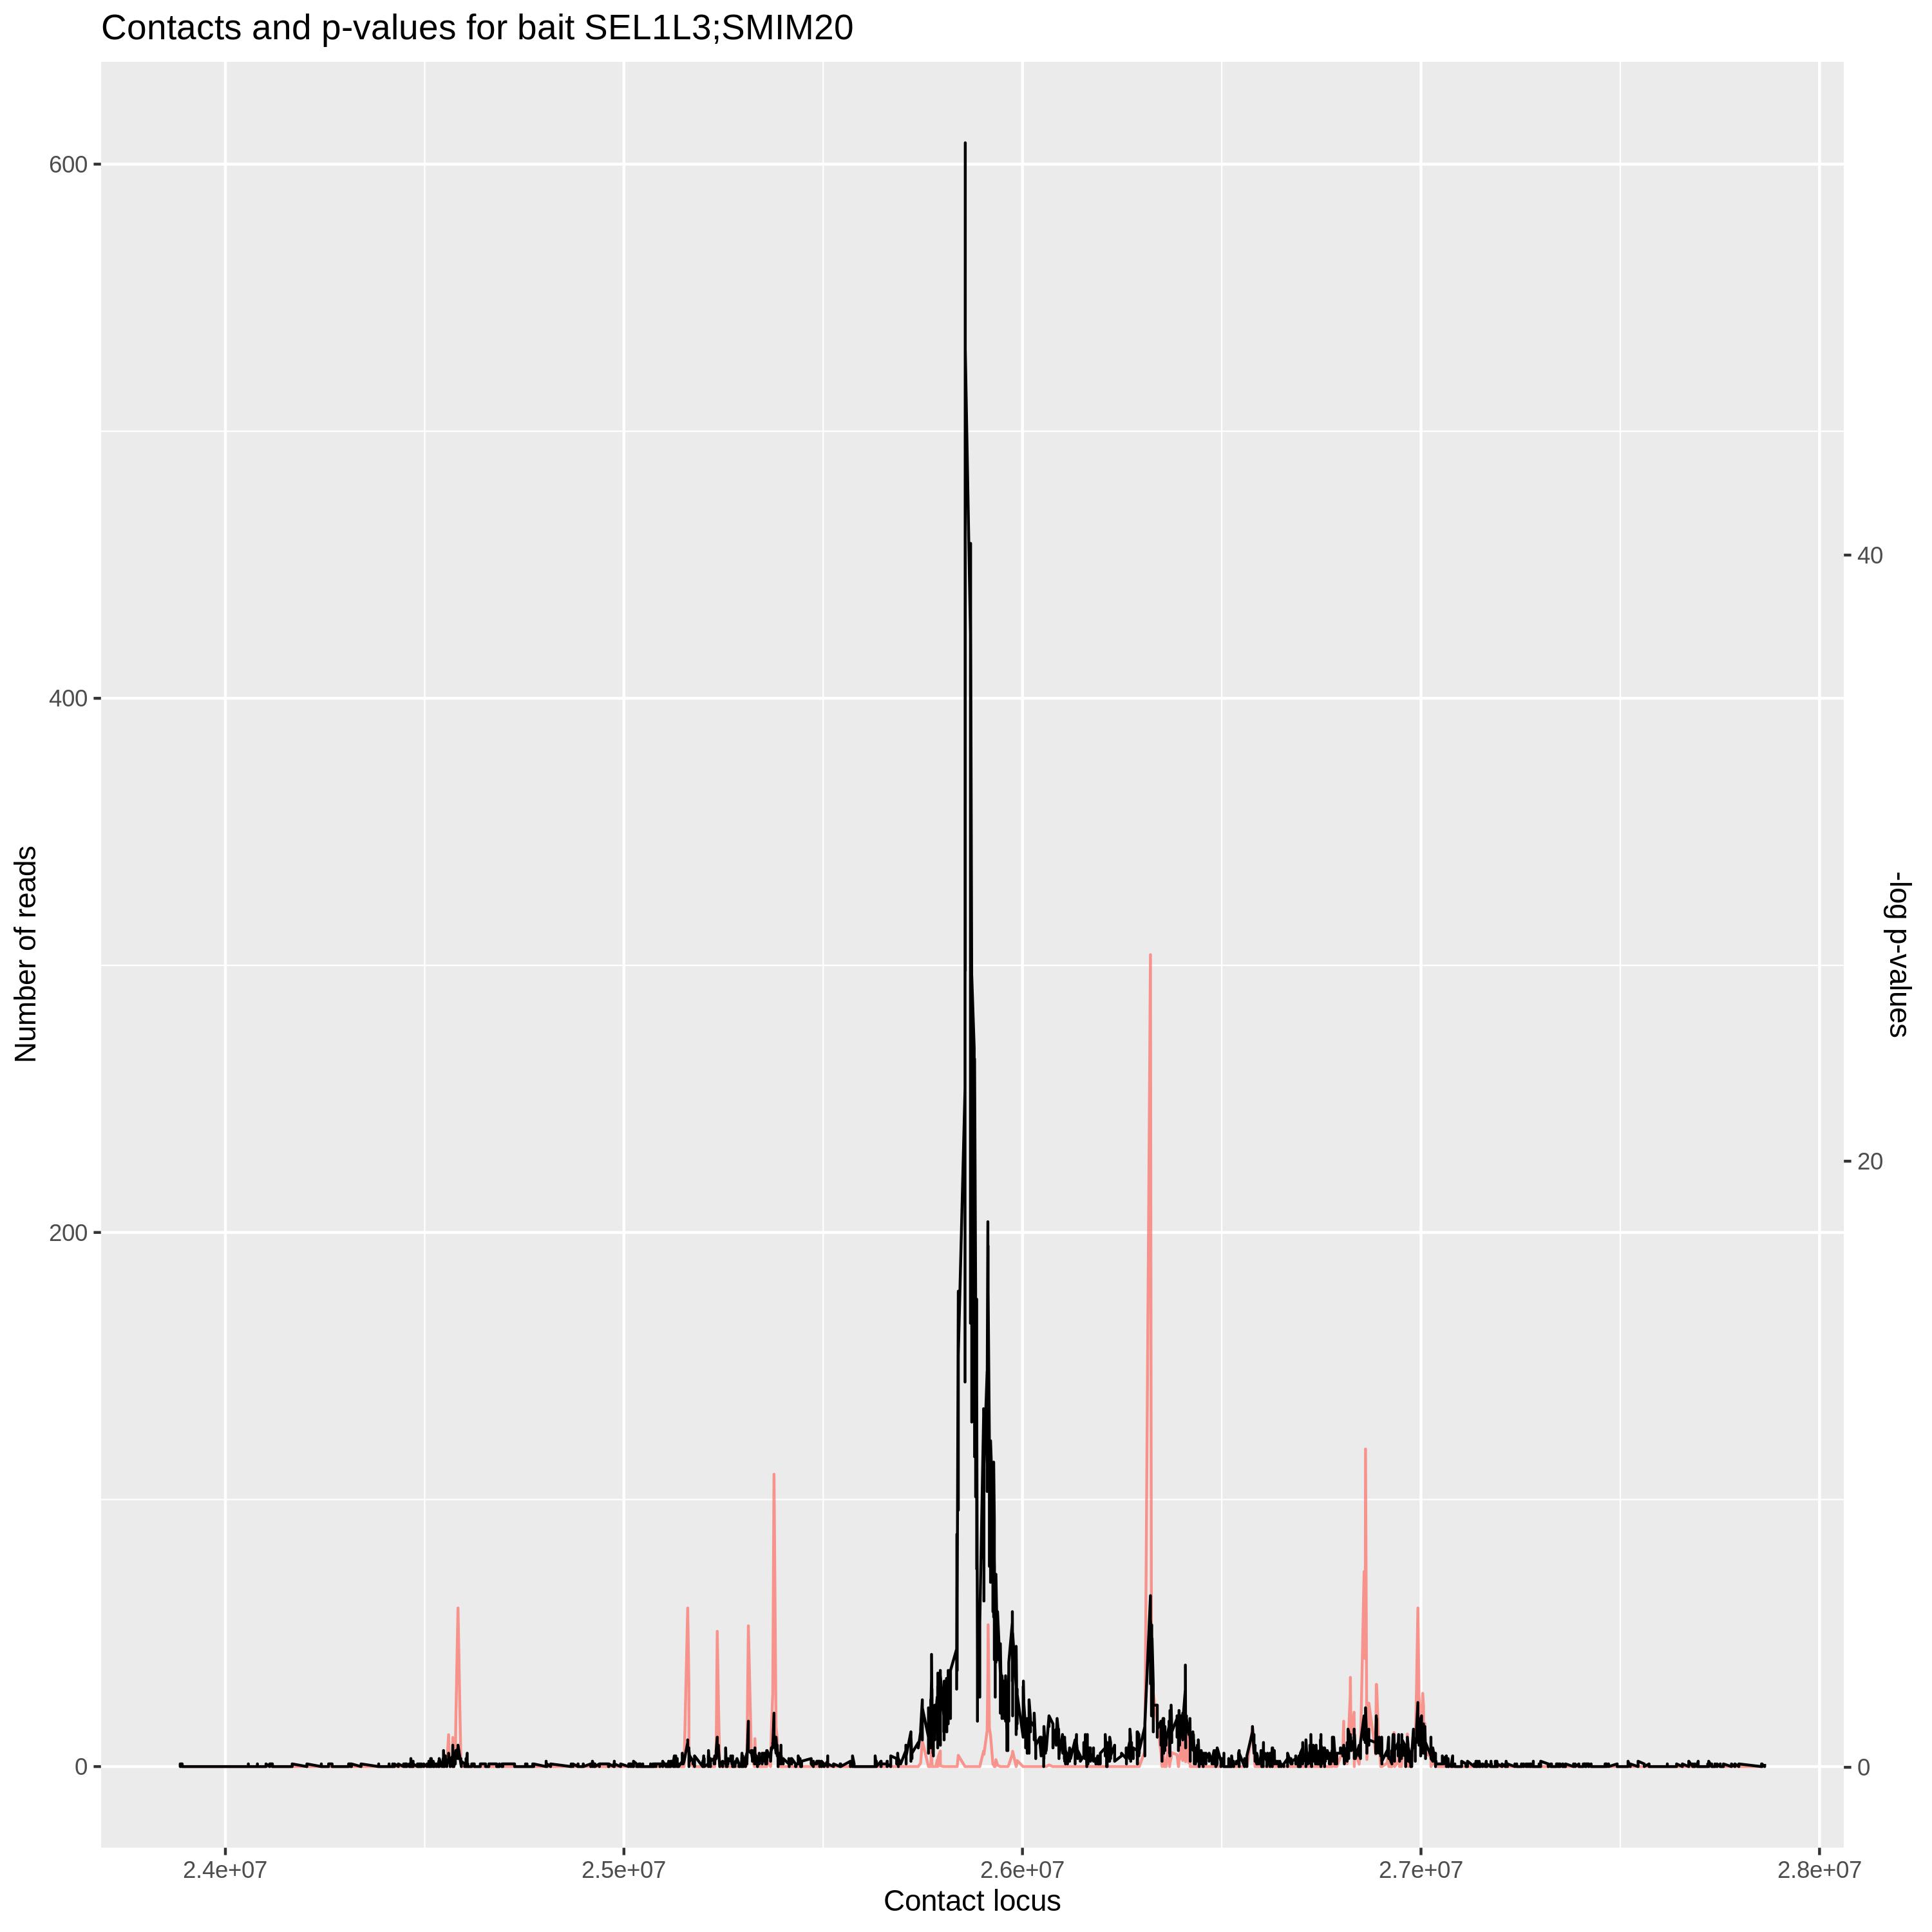 Contacts and p-values for bait SEL1L3;SMIM20
600
400
200
0
Number of reads
40
20
0
-log p-values
2.4e+07
2.5e+07
2.6e+07
2.7e+07
2.8e+07
Contact locus